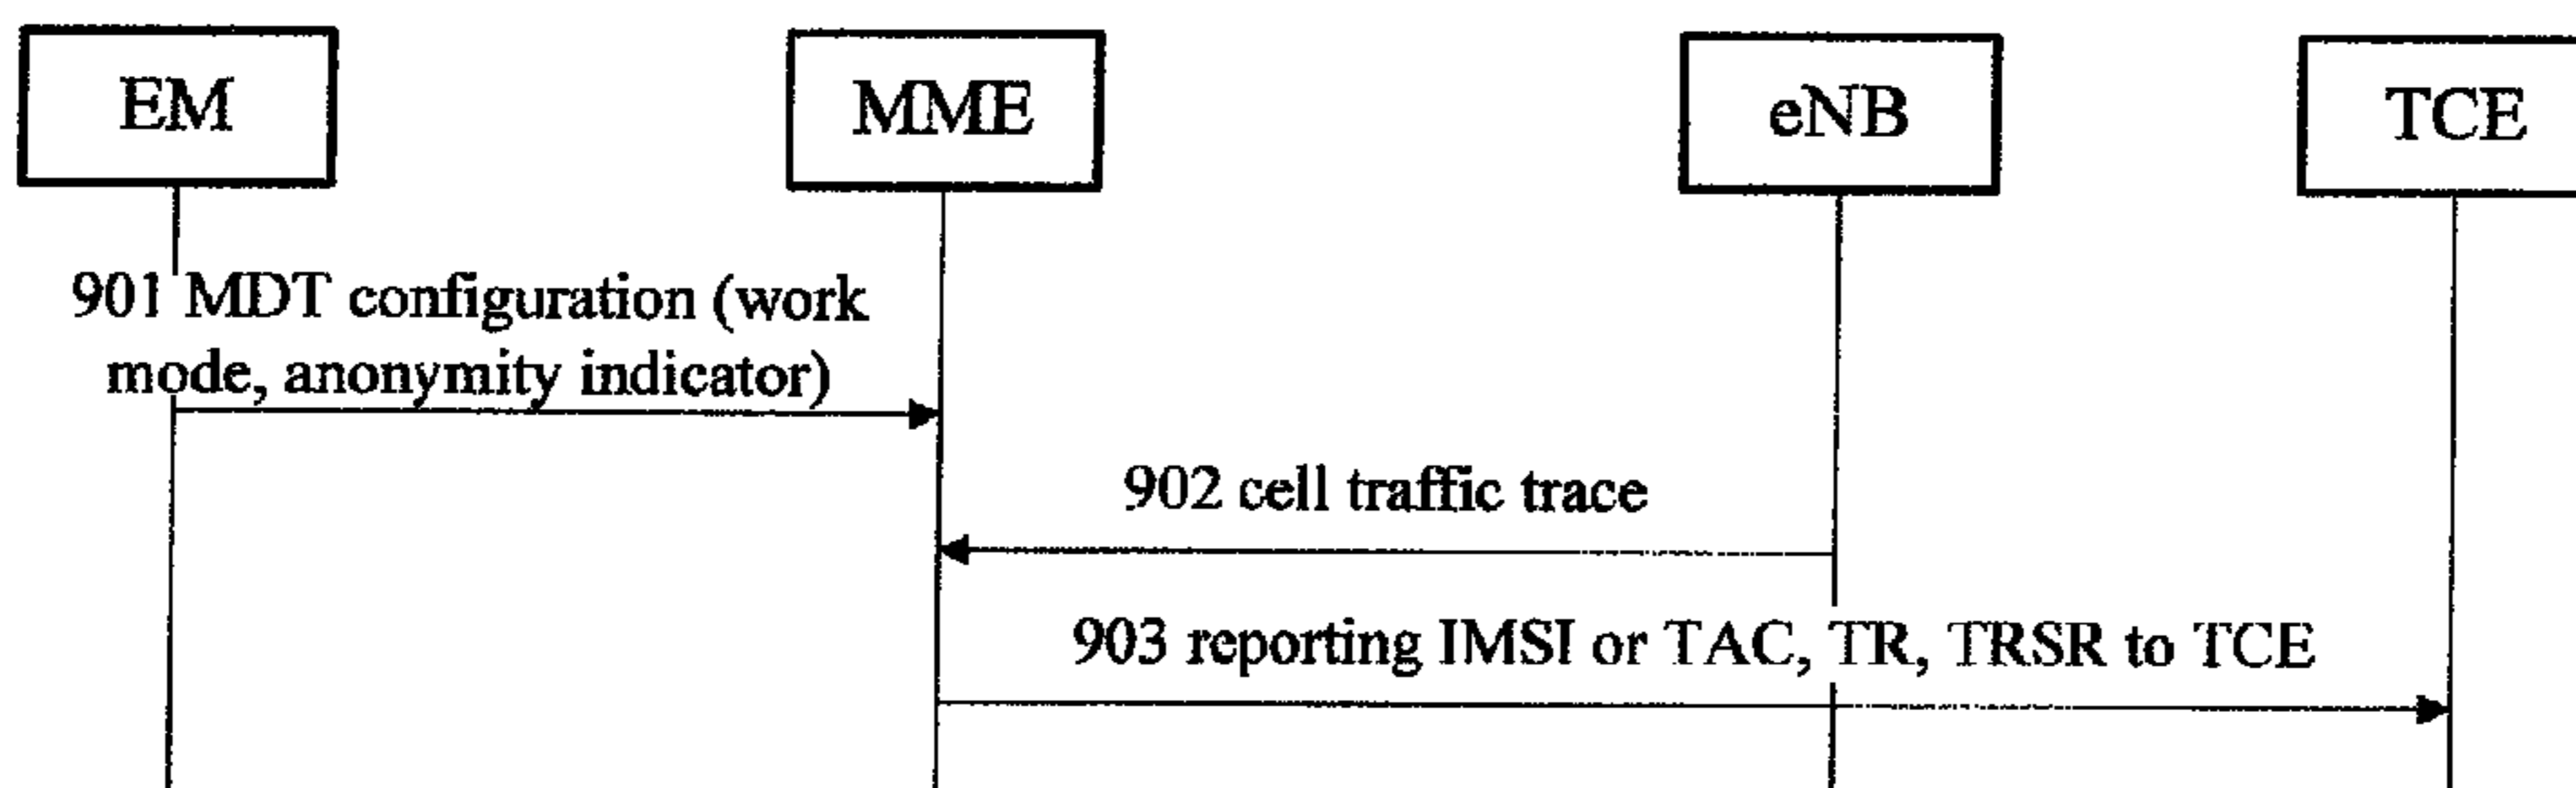 EM
MME
eNB
TCE
901 MDT configuration (work
mode, anonymity indicator)
902 cell traffic trace
903 reporting IMSI or TAC, TR, TRSR to TCE